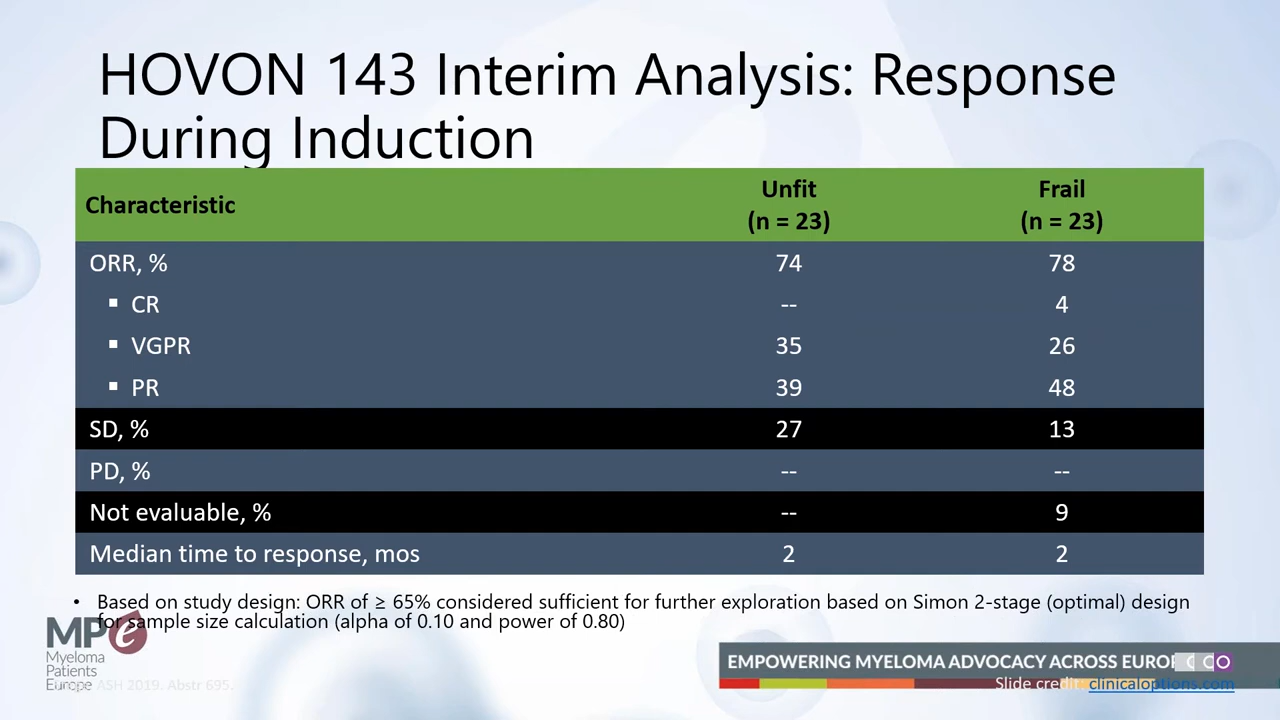 HOVON 143 Interim Analysis: Response
During Induction
Characteristic Unfit (n = 23) Frail (n = 23)
ORR, % 74 78
▪ CR -- 4
▪ VGPR 35 26
▪ PR 39 48
SD, % 27 13
PD, % -- --
Not evaluable, % -- 9
Median time to response, mos 2 2
• Based on study design: ORR of ≥ 65% considered sufficient for further exploration based on Simon 2-stage (optimal) design
for sample size calculation (alpha of 0.10 and power of 0.80)
MPe
Myeloma
Patients
Europe
ASH 2019. Abstr 695.
EMPOWERING MYELOMA ADVOCACY ACROSS EUROP
CCO
Slide credit: clinicaloptions.com